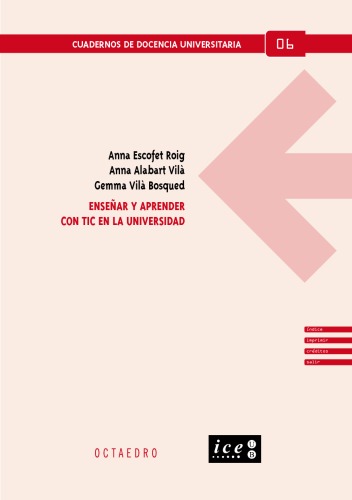 CUADERNOS DE DOCENCIA UNIVERSITARIA 06
Anna Escofet Roig
Anna Alabart Vilà
Gemma Vilà Bosqued
ENSEÑAR Y APRENDER
CON TIC EN LA UNIVERSIDAD
índice
imprimir
créditos
salir
OCTAEDRO
ice UB